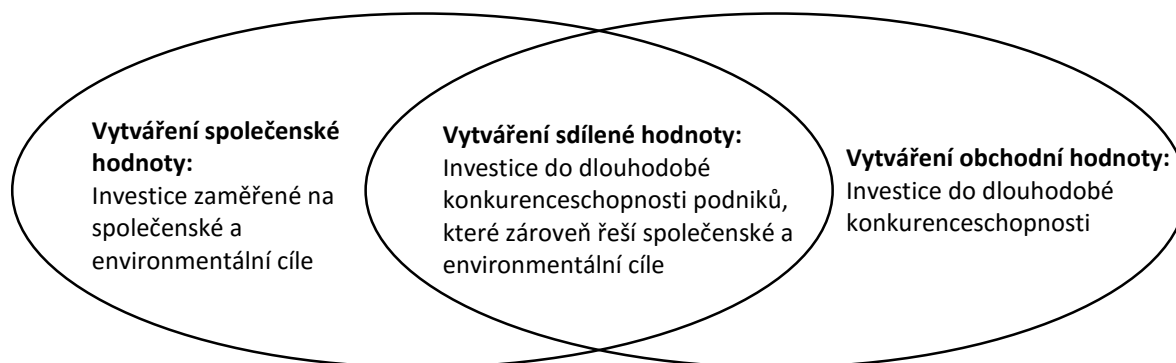 Vytváření společenské
hodnoty:
Investice zaměřené na
společenské a
environmentální cíle
Vytváření sdílené hodnoty:
Investice do dlouhodobé
konkurenceschopnosti podniků,
které zároveň řeší společenské a
environmentální cíle
Vytváření obchodní hodnoty:
Investice do dlouhodobé
konkurenceschopnosti